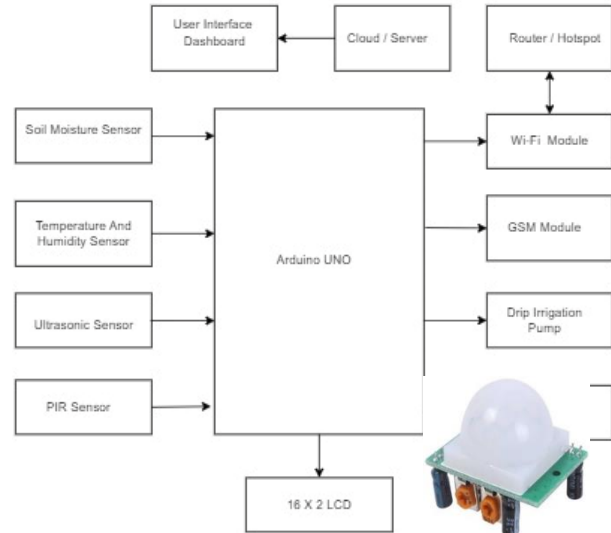 User Interface
Dashboard
Cloud / Server
Router / Hotspot
Soil Moisture Sensor
Wi-Fi Module
Temperature And
Humidity Sensor
Arduino UNO
GSM Module
Ultrasonic Sensor
Drip Irrigation
Pump
PIR Sensor
16 X 2 LCD